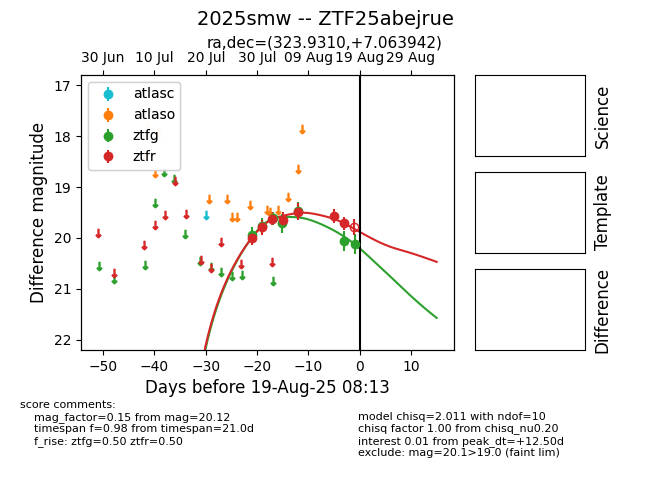 2025smw -- ZTF25abejrue
ra,dec=(323.9310,+7.063942)
30 Jun 10 Jul 20 Jul 30 Jul 09 Aug 19 Aug 29 Aug
17
18
19
20
21
22
Difference magnitude
atlasc
atlaso
ztfg
ztfr
−50 −40 −30 −20 −10 0 10
Days before 19-Aug-25 08:13
Science
Template
Difference
score comments:
mag_factor=0.15 from mag=20.12
timespan f=0.98 from timespan=21.0d
f_rise: ztfg=0.50 ztfr=0.50
model chisq=2.011 with ndof=10
chisq factor 1.00 from chisq_nu0.20
interest 0.01 from peak_dt=+12.50d
exclude: mag=20.1>19.0 (faint lim)